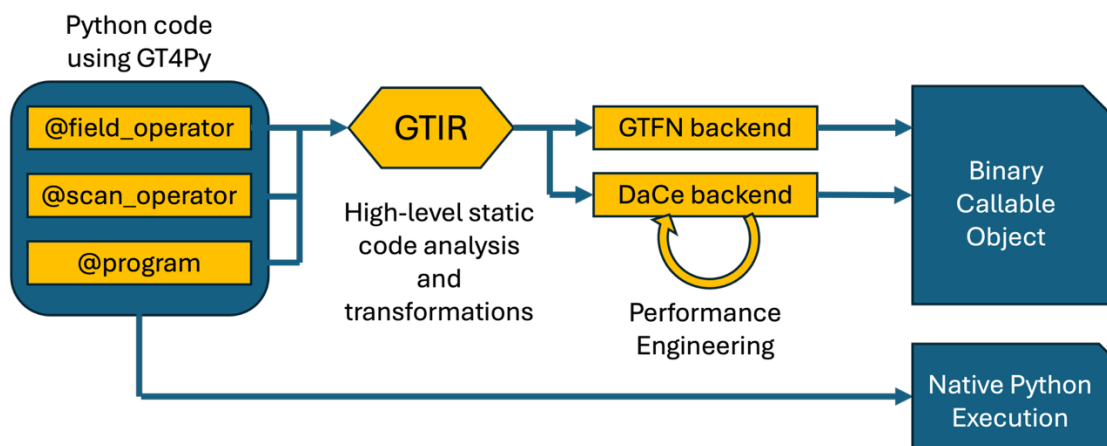 Python code
using GT4Py
@field_operator
@scan_operator
@program
GTIR
High-level static
code analysis
and
transformations
GTFN backend
DaCe backend
Performance
Engineering
Binary
Callable
Object
Native Python
Execution